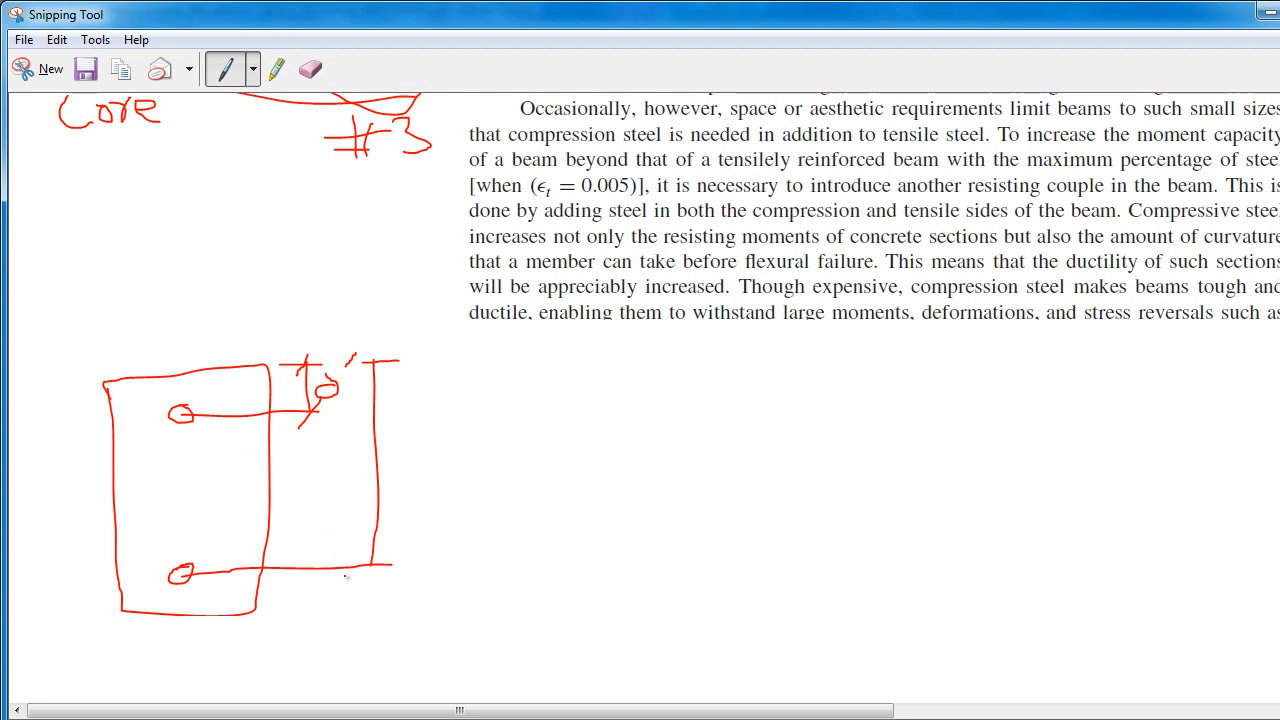 Snipping Tool
File Edit Tools Help
New
Core
#3
Occasionally, however, space or aesthetic requirements limit beams to such small sizes
that compression steel is needed in addition to tensile steel. To increase the moment capacity
of a beam beyond that of a tensilely reinforced beam with the maximum percentage of steel
[when (ϵt = 0.005)], it is necessary to introduce another resisting couple in the beam. This is
done by adding steel in both the compression and tensile sides of the beam. Compressive steel
increases not only the resisting moments of concrete sections but also the amount of curvature
that a member can take before flexural failure. This means that the ductility of such sections
will be appreciably increased. Though expensive, compression steel makes beams tough and
ductile, enabling them to withstand large moments, deformations, and stress reversals such as